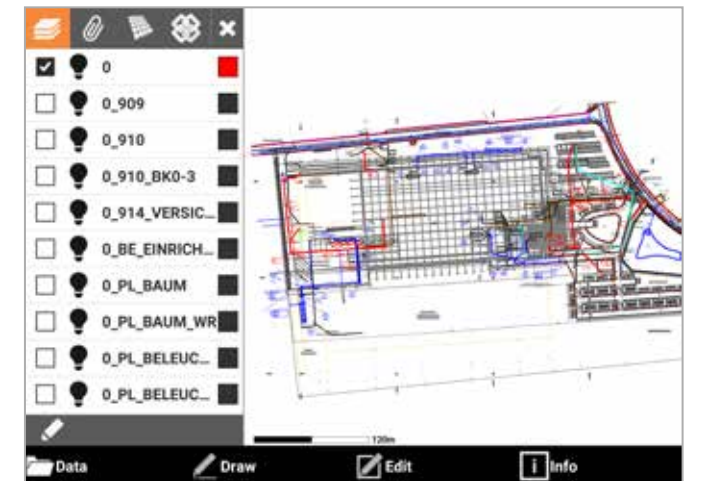 0
0_909
0_910
0_910_BK0-3
0_914_VERSIC...
0_BE_EINRICH...
0_PL_BAUM
0_PL_BAUM_WR
0_PL_BELEUC...
0_PL_BELEUC...
120m
Data Draw Edit Info